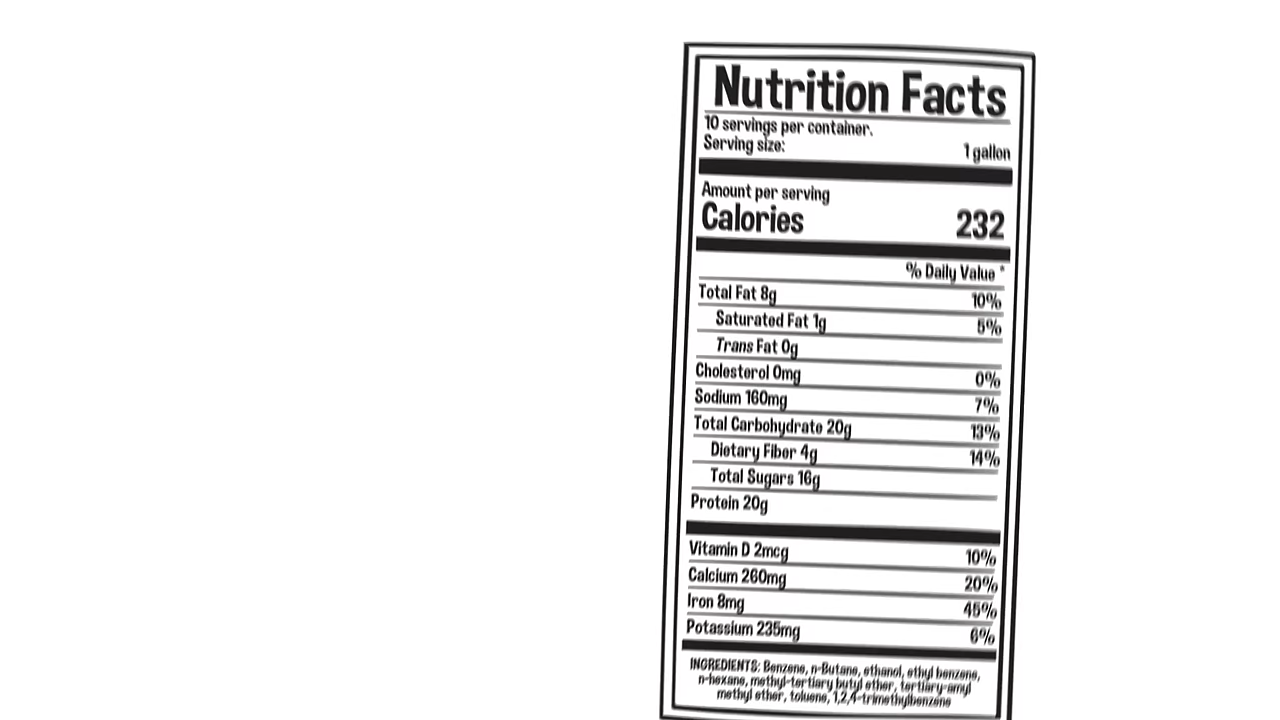 Nutrition Facts
10 servings per container.
Serving size: 1 gallon
Amount per serving
Calories 232
% Daily Value *
Total Fat 8g 10%
Saturated Fat 1g 5%
Trans Fat 0g
Cholesterol 0mg 0%
Sodium 160mg 7%
Total Carbohydrate 20g 13%
Dietary Fiber 4g 14%
Total Sugars 16g
Protein 20g
Vitamin D 2mcg 10%
Calcium 260mg 20%
Iron 8mg 45%
Potassium 235mg 6%
INGREDIENTS: Benzene, n-Butane, ethanol, ethyl benzene,
n-hexane, methyl-tertiary butyl ether, tertiary-amyl
methyl ether, toluene, 1,2,4-trimethylbenzene